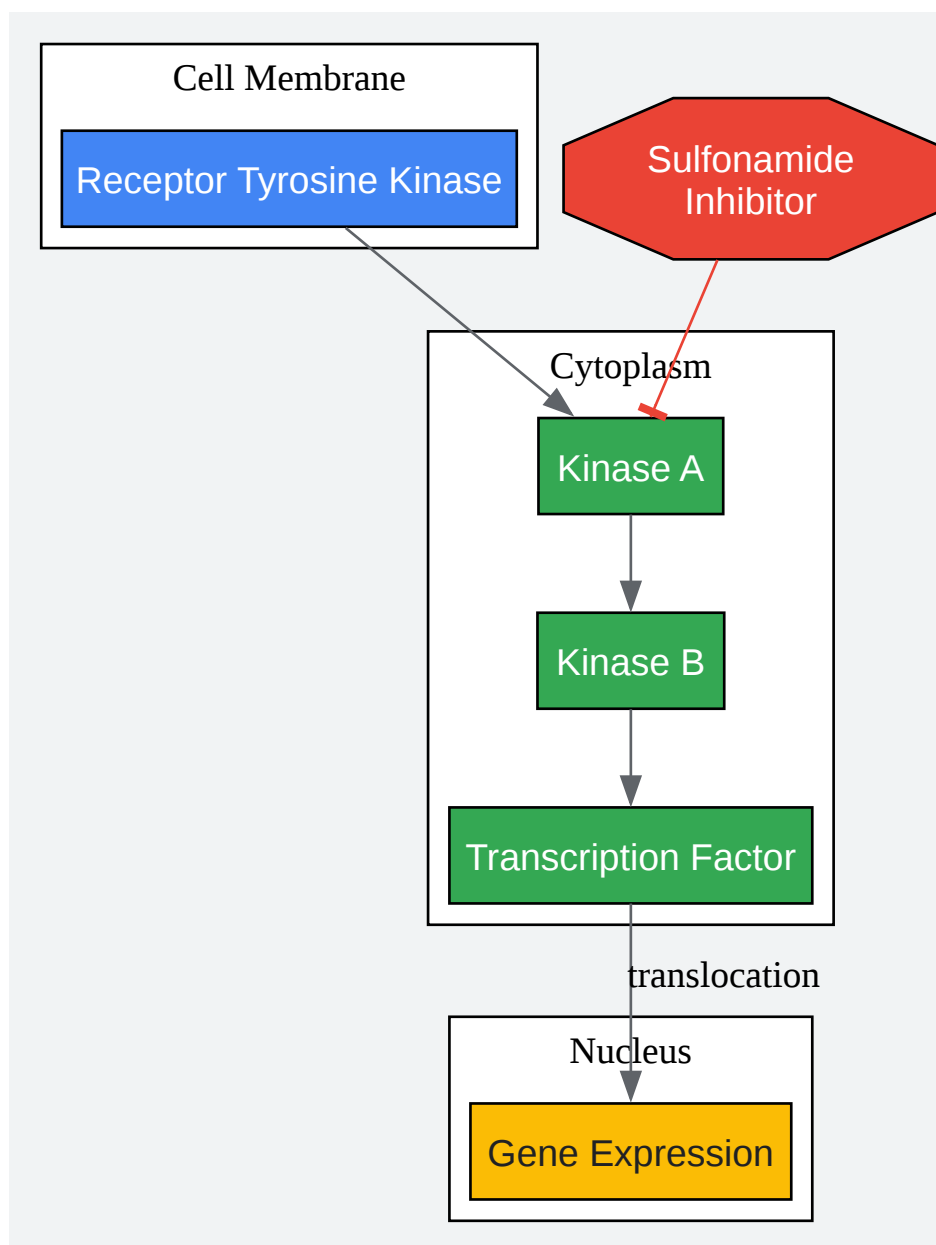 Cell Membrane
Receptor Tyrosine Kinase
Sulfonamide
Inhibitor
Cytoplasm
Kinase A
Kinase B
Transcription Factor
translocation
Nucleus
Gene Expression